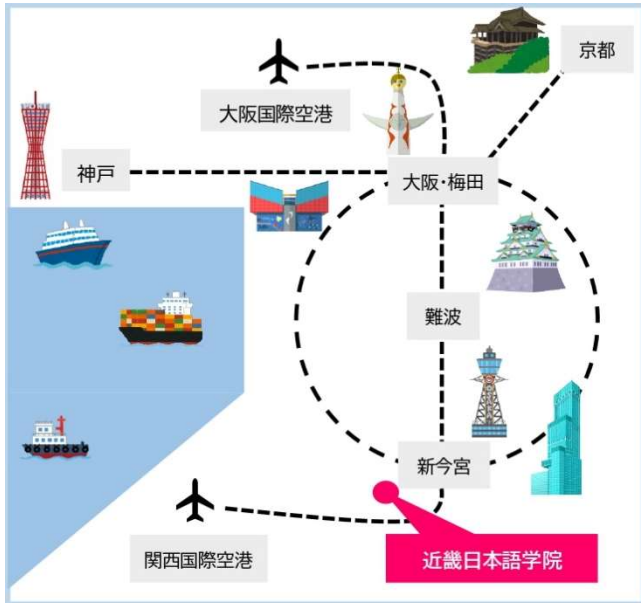 京都
大阪国際空港
神戸
大阪・梅田
難波
新今宮
関西国際空港
近畿日本語学院